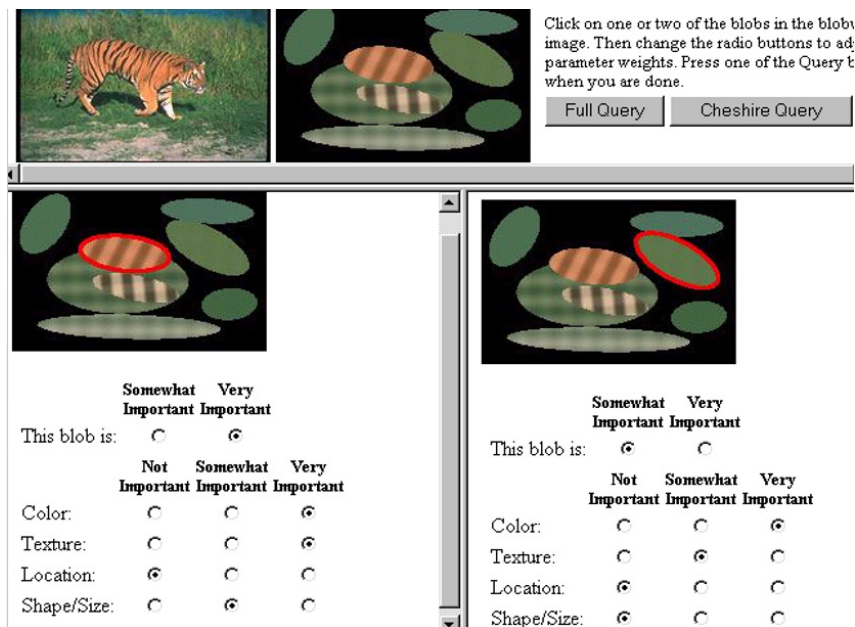 Click on one or two of the blobs in the
image. Then change the radio buttons to
parameter weights. Press one of the Query
when you are done.
Full Query Cheshire Query
Somewhat Very
Important Important
This blob is:
Not Somewhat Very
Important Important Important
Color:
Texture:
Location:
Shape/Size:
Somewhat Very
Important Important
This blob is:
Not Somewhat Very
Important Important Important
Color:
Texture:
Location:
Shape/Size: